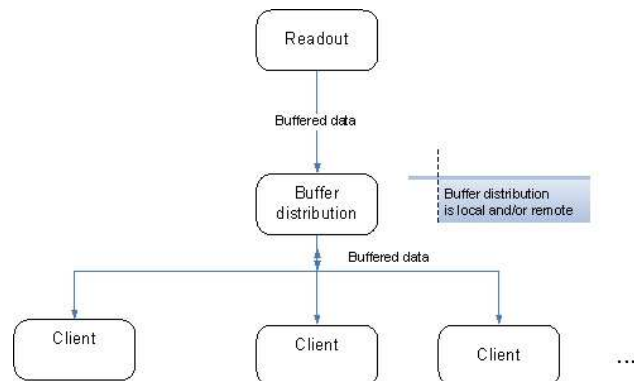 Readout
Buffered data
Buffer
distribution
Buffer distribution
is local and/or remote
Buffered data
Client
Client
Client
...